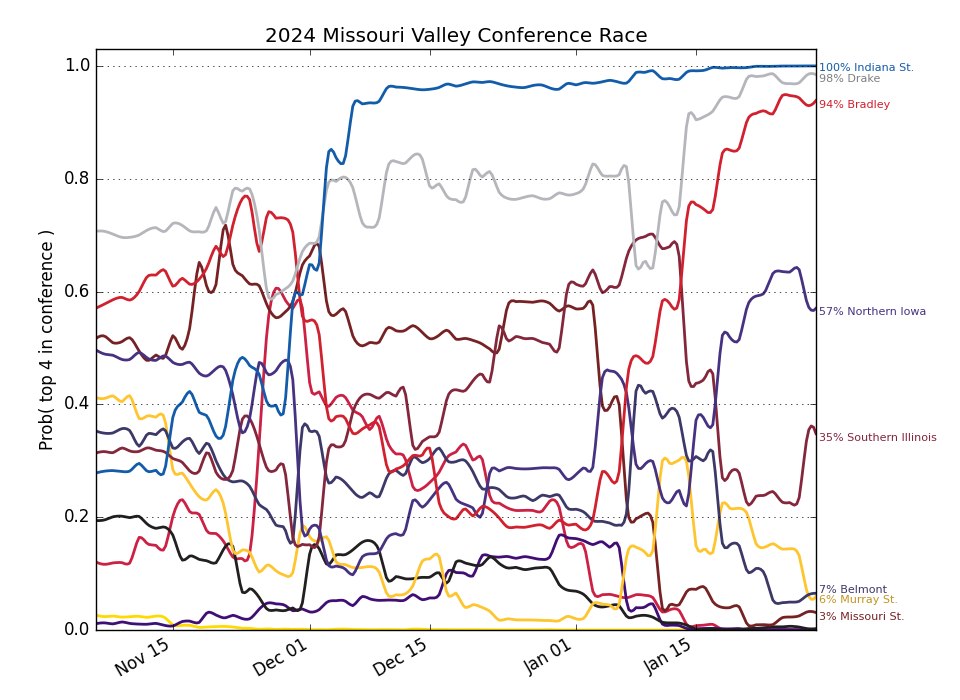 2024 Missouri Valley Conference Race
Prob( top 4 in conference )
1.0
0.8
0.6
0.4
0.2
0.0
Nov 15
Dec 01
Dec 15
Jan 01
Jan 15
100% Indiana St.
98% Drake
94% Bradley
57% Northern Iowa
35% Southern Illinois
7% Belmont
6% Murray St.
3% Missouri St.